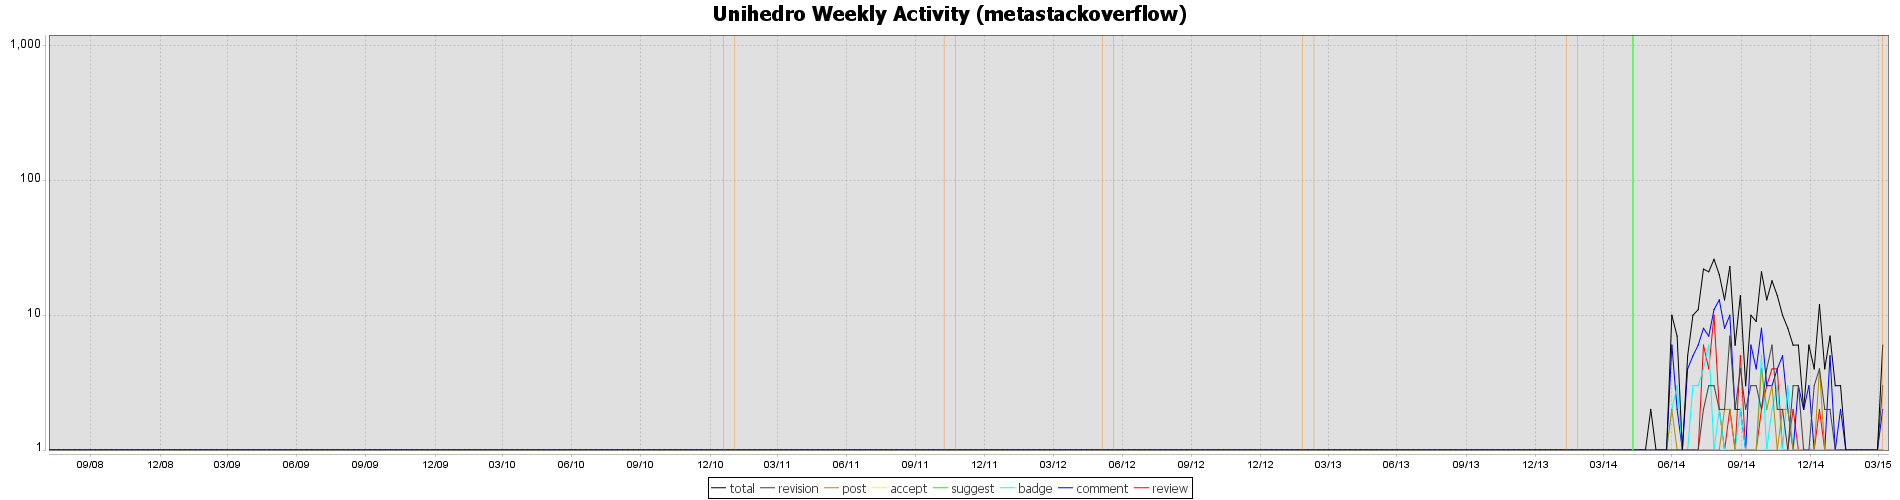 Unihedro Weekly Activity (metastackoverflow)
1,000
100
10
1
09/08 12/08 03/09 06/09 09/09 12/09 03/10 06/10 09/10 12/10 03/11 06/11 09/11 12/11 03/12 06/12 09/12 12/12 03/13 06/13 09/13 12/13 03/14 06/14 09/14 12/14 03/15
total revision post accept suggest badge comment review